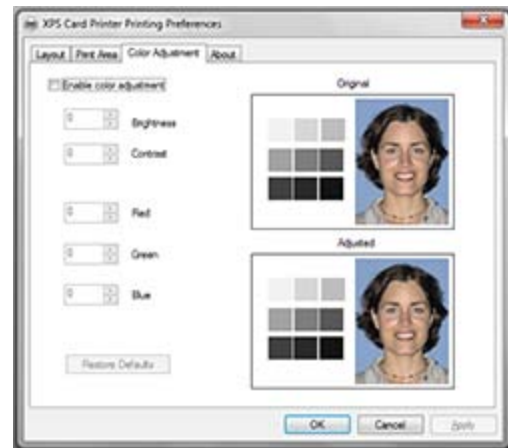 XPS Card Printer Printing Preferences
Layout Print Area Color Adjustment About
Enable color adjustment
Original
0 Brightness
0 Contrast
0 Red
Adjusted
0 Green
0 Blue
Restore Defaults
OK Cancel Apply